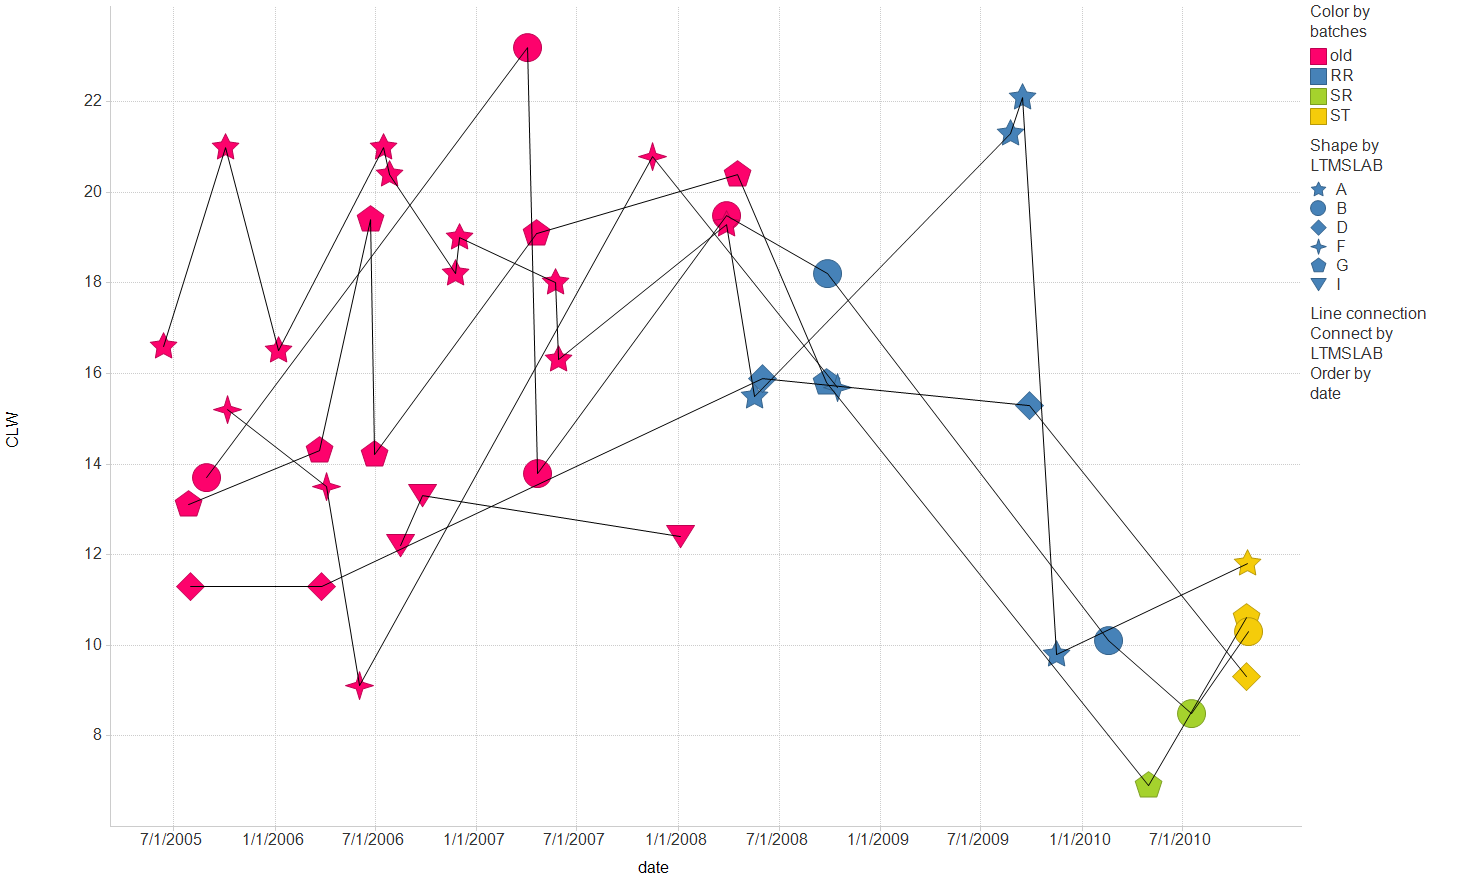 Color by
batches
old
RR
SR
ST
Shape by
LTMSLAB
A
B
D
F
G
I
Line connection
Connect by
LTMSLAB
Order by
date
CLW
22
20
18
16
14
12
10
8
7/1/2005 1/1/2006 7/1/2006 1/1/2007 7/1/2007 1/1/2008 7/1/2008 1/1/2009 7/1/2009 1/1/2010 7/1/2010
date